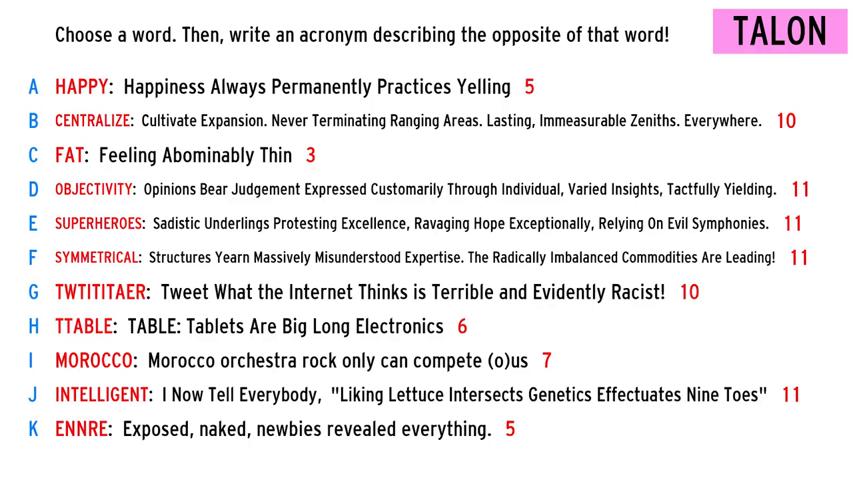 Choose a word. Then, write an acronym describing the opposite of that word!
TALON
A HAPPY: Happiness Always Permanently Practices Yelling 5
B CENTRALIZE: Cultivate Expansion. Never Terminating Ranging Areas. Lasting, Immeasurable Zeniths. Everywhere. 10
C FAT: Feeling Abominably Thin 3
D OBJECTIVITY: Opinions Bear Judgement Expressed Customarily Through Individual, Varied Insights, Tactfully Yielding. 11
E SUPERHEROES: Sadistic Underlings Protesting Excellence, Ravaging Hope Exceptionally, Relying On Evil Symphonies. 11
F SYMMETRICAL: Structures Yearn Massively Misunderstood Expertise. The Radically Imbalanced Commodities Are Leading! 11
G TWTITITAER: Tweet What the Internet Thinks is Terrible and Evidently Racist! 10
H TTABLE: TABLE: Tablets Are Big Long Electronics 6
I MOROCCO: Morocco orchestra rock only can compete (o)us 7
J INTELLIGENT: I Now Tell Everybody, "Liking Lettuce Intersects Genetics Effectuates Nine Toes" 11
K ENNRE: Exposed, naked, newbies revealed everything. 5